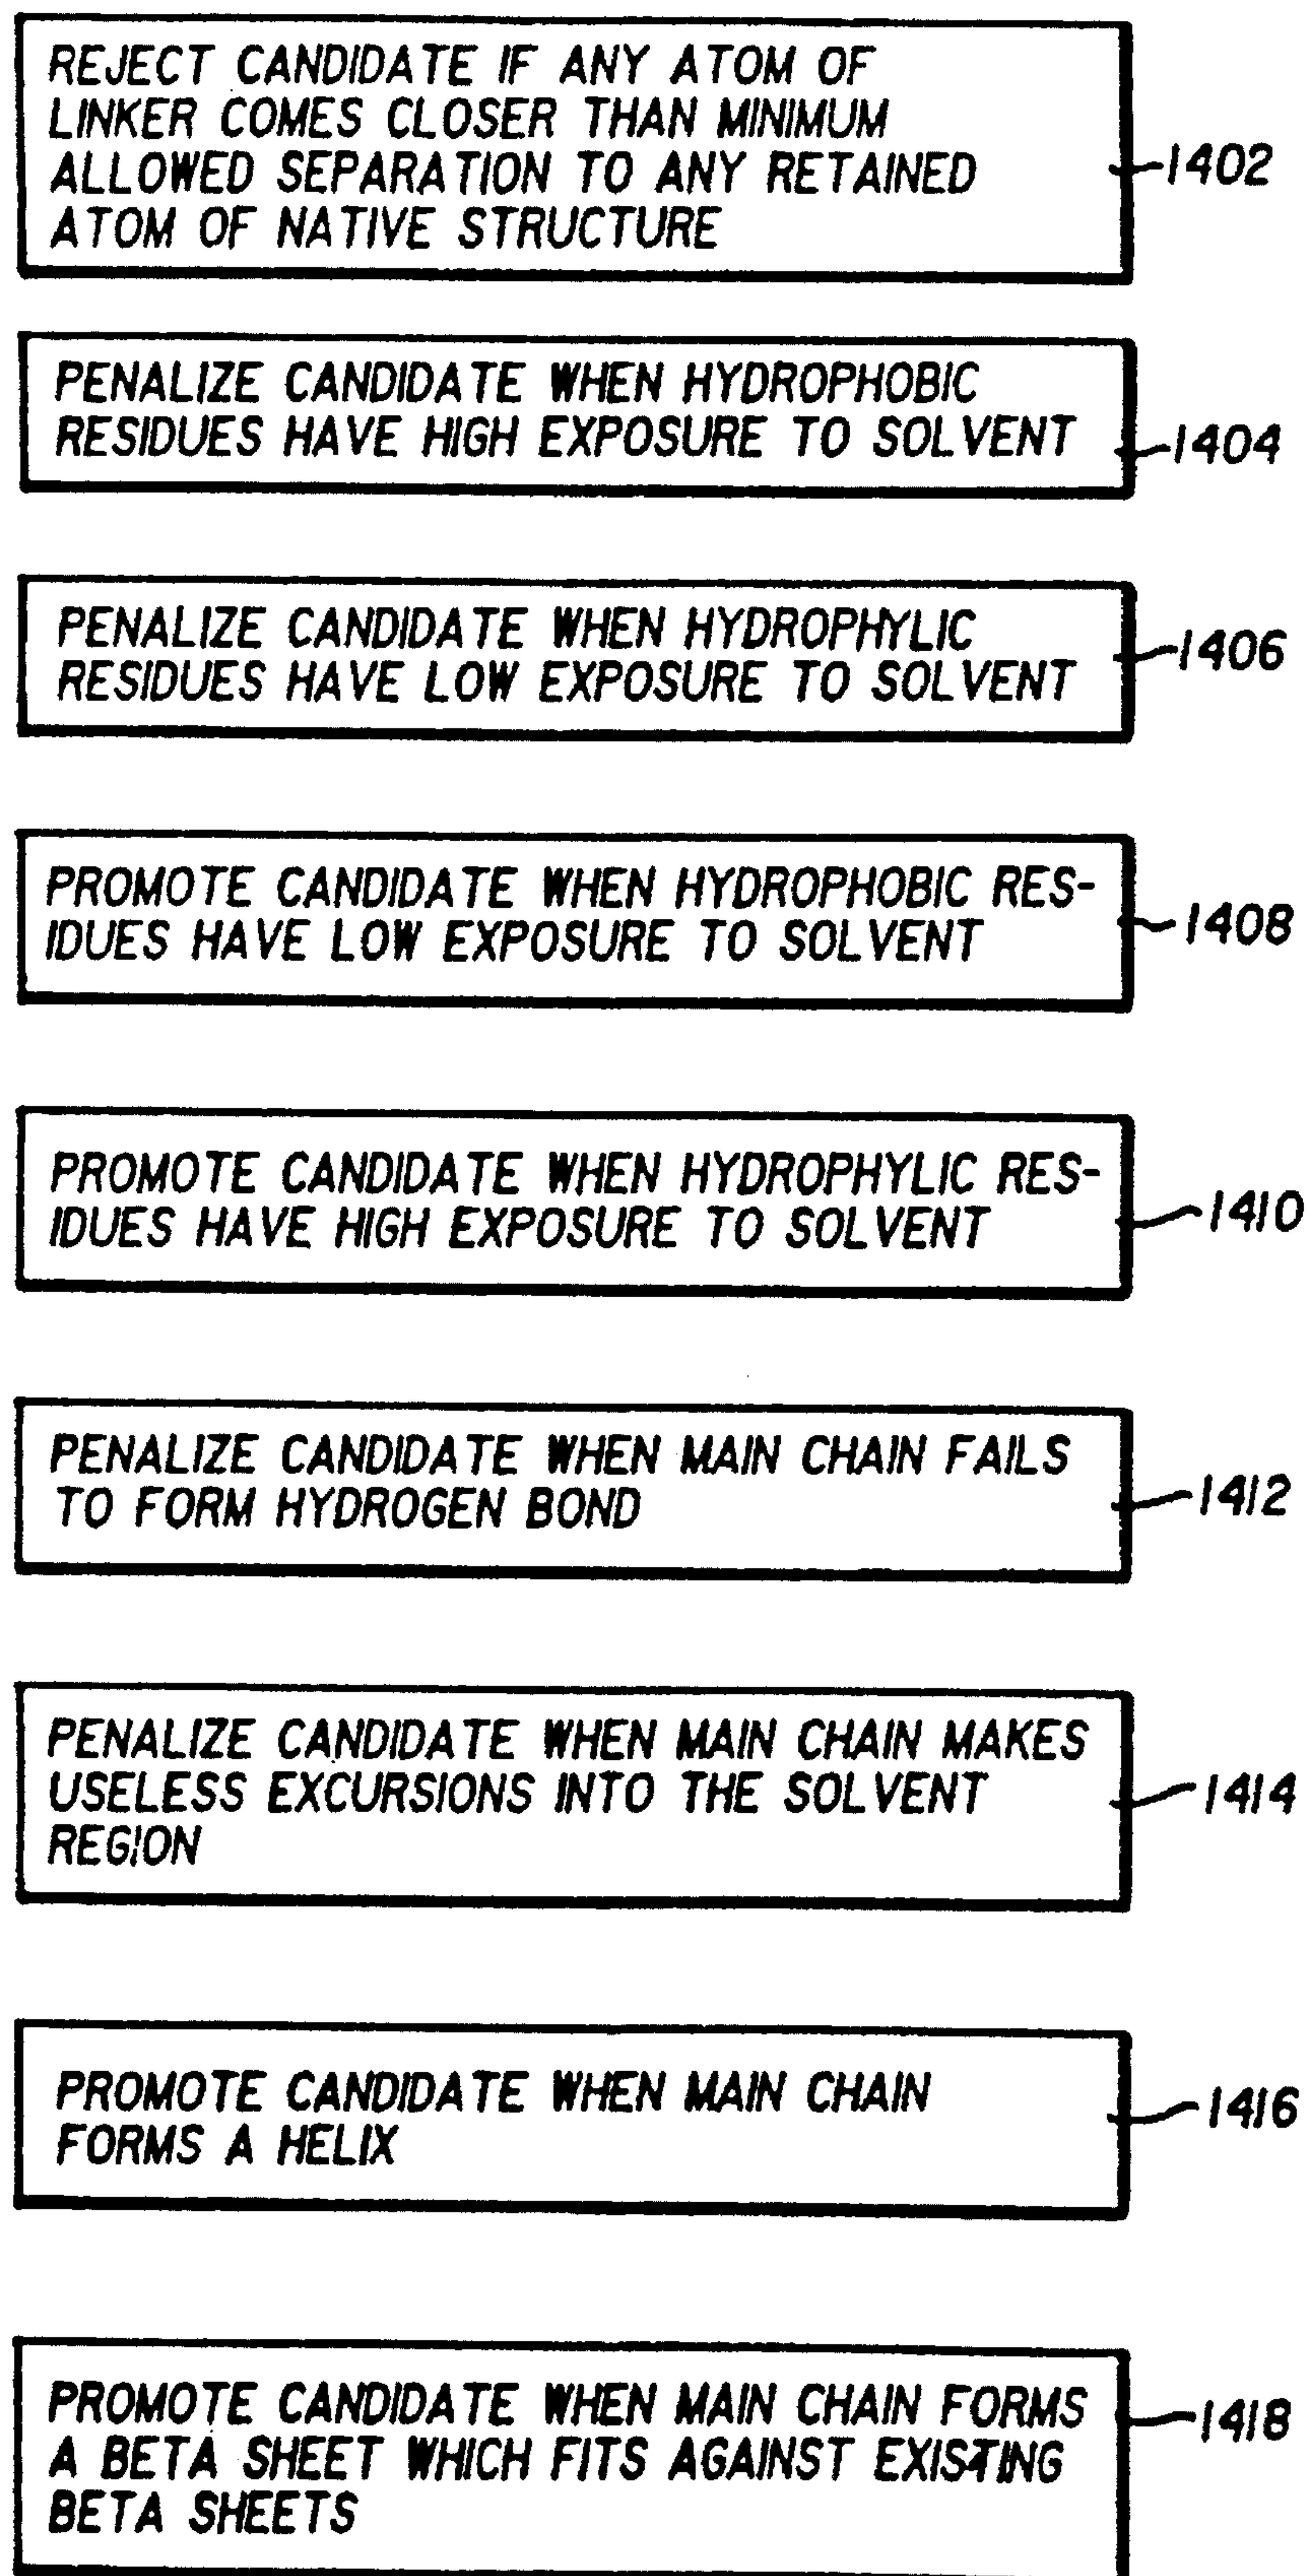 REJECT CANDIDATE IF ANY ATOM OF
LINKER COMES CLOSER THAN MINIMUM
ALLOWED SEPARATION TO ANY RETAINED
ATOM OF NATIVE STRUCTURE
1402
PENALIZE CANDIDATE WHEN HYDROPHOBIC
RESIDUES HAVE HIGH EXPOSURE TO SOLVENT
1404
PENALIZE CANDIDATE WHEN HYDROPHYLIC
RESIDUES HAVE LOW EXPOSURE TO SOLVENT
1406
PROMOTE CANDIDATE WHEN HYDROPHOBIC RES-
IDUES HAVE LOW EXPOSURE TO SOLVENT
1408
PROMOTE CANDIDATE WHEN HYDROPHYLIC RES-
IDUES HAVE HIGH EXPOSURE TO SOLVENT
1410
PENALIZE CANDIDATE WHEN MAIN CHAIN FAILS
TO FORM HYDROGEN BOND
1412
PENALIZE CANDIDATE WHEN MAIN CHAIN MAKES
USELESS EXCURSIONS INTO THE SOLVENT
REGION
1414
PROMOTE CANDIDATE WHEN MAIN CHAIN
FORMS A HELIX
1416
PROMOTE CANDIDATE WHEN MAIN CHAIN FORMS
A BETA SHEET WHICH FITS AGAINST EXISTING
BETA SHEETS
1418